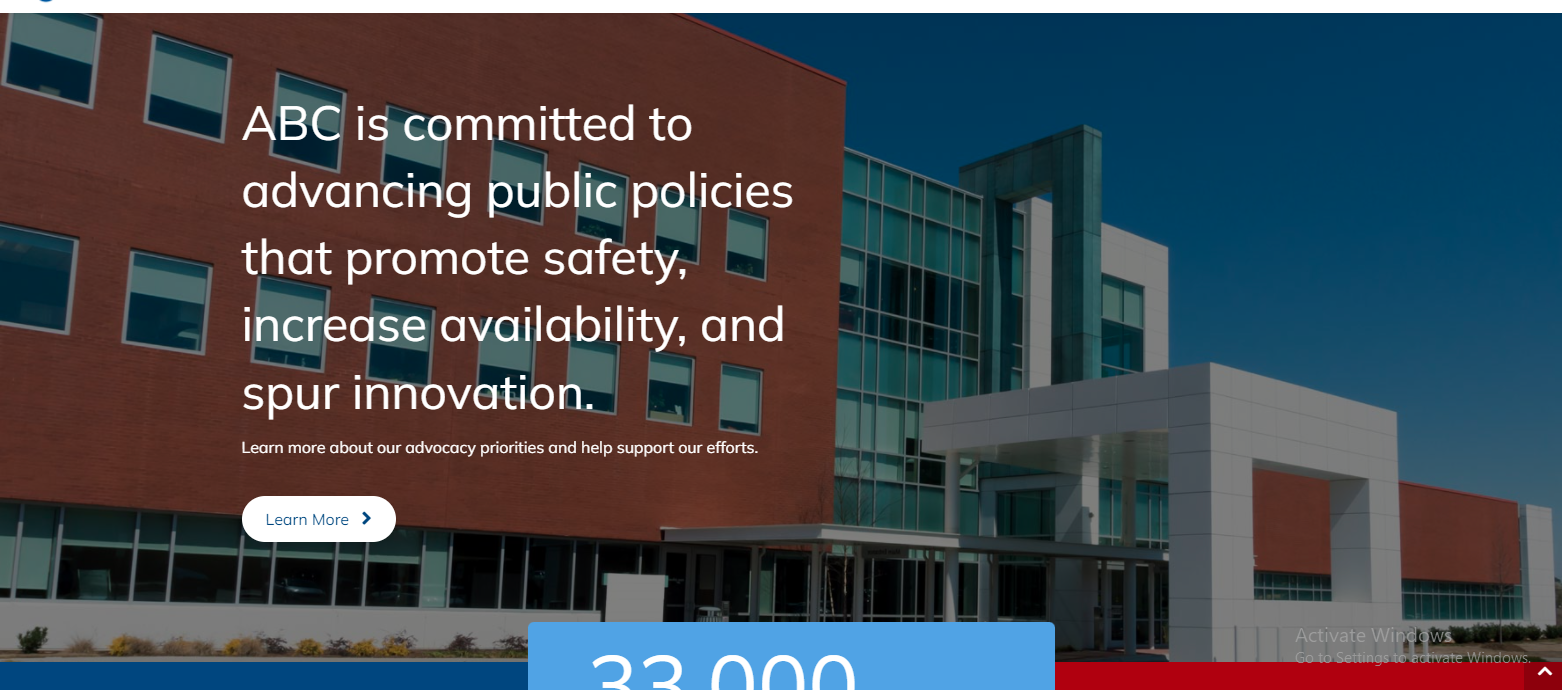 ABC is committed to
advancing public policies
that promote safety,
increase availability, and
spur innovation.
Learn more about our advocacy priorities and help support our efforts.
Learn More
33,000
Activate Windows
Go to Settings to activate Windows.